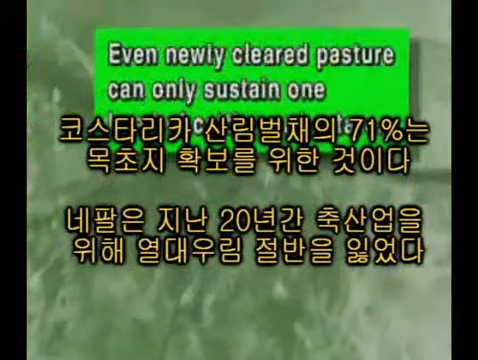 Even newly cleared pasture
can only sustain one
코스타리카 산림벌채의 71%는
목초지 확보를 위한 것이다
네팔은 지난 20년간 축산업을
위해 열대우림 절반을 잃었다